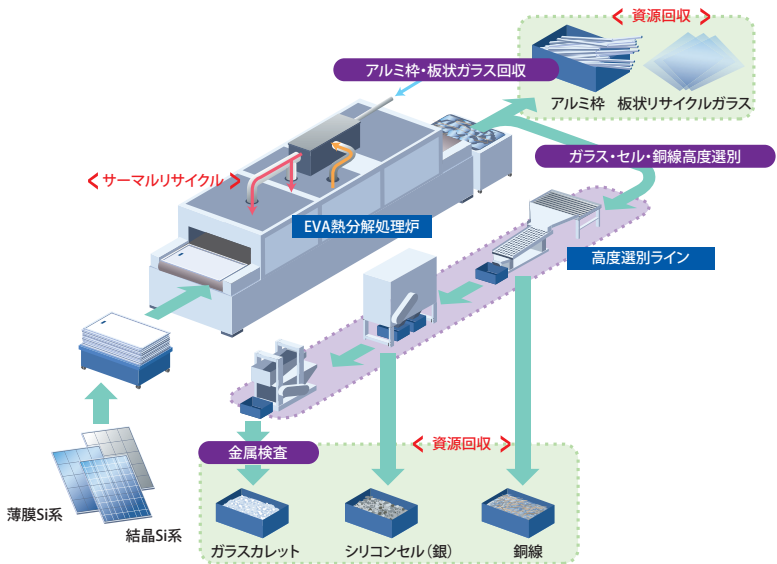 < 資源回収 >
アルミ枠・板状ガラス回収
アルミ枠 板状リサイクルガラス
ガラス・セル・銅線高度選別
< サーマルリサイクル >
EVA熱分解処理炉
高度選別ライン
金属検査
< 資源回収 >
薄膜Si系
結晶Si系
ガラスカレット
シリコンセル（銀）
銅線